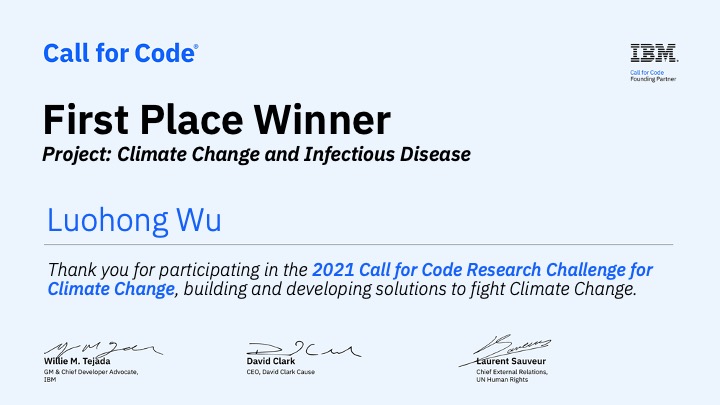 Call for Code®
IBM.
Call for Code
Founding Partner
First Place Winner
Project: Climate Change and Infectious Disease
Luohong Wu
Thank you for participating in the 2021 Call for Code Research Challenge for
Climate Change, building and developing solutions to fight Climate Change.
Willie M. Tejada
GM & Chief Developer Advocate,
IBM
David Clark
CEO, David Clark Cause
Laurent Sauveur
Chief External Relations,
UN Human Rights